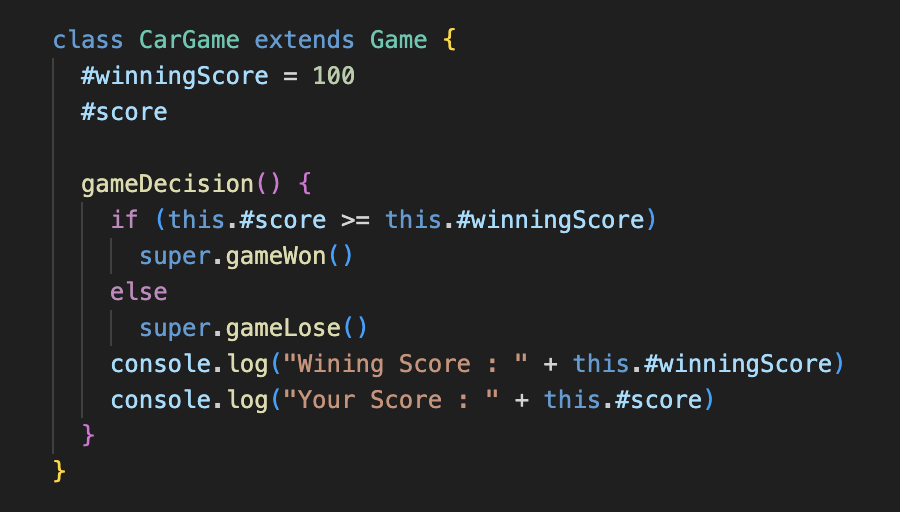 class CarGame extends Game {
#winningScore = 100
#score
gameDecision() {
if (this.#score >= this.#winningScore)
super.gameWon()
else
super.gameLose()
console.log("Wining Score : " + this.#winningScore)
console.log("Your Score : " + this.#score)
}
}